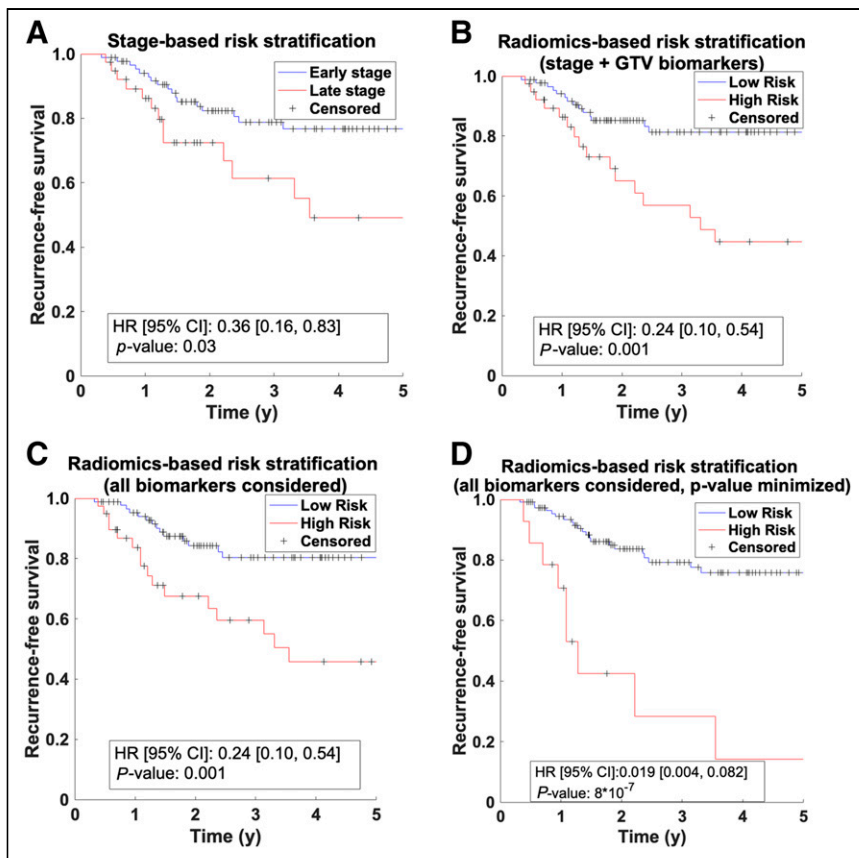 A
Stage-based risk stratification
Early stage
Late stage
Censored
Recurrence-free survival
1.0
0.8
0.6
0.4
0.2
0
HR [95% CI]: 0.36 [0.16, 0.83]
p-value: 0.03
0 1 2 3 4 5
Time (y)
B
Radiomics-based risk stratification
(stage + GTV biomarkers)
Low Risk
High Risk
Censored
Recurrence-free survival
1.0
0.8
0.6
0.4
0.2
0
HR [95% CI]: 0.24 [0.10, 0.54]
P-value: 0.001
0 1 2 3 4 5
Time (y)
C
Radiomics-based risk stratification
(all biomarkers considered)
Low Risk
High Risk
Censored
Recurrence-free survival
1.0
0.8
0.6
0.4
0.2
0
HR [95% CI]: 0.24 [0.10, 0.54]
P-value: 0.001
0 1 2 3 4 5
Time (y)
D
Radiomics-based risk stratification
(all biomarkers considered, p-value minimized)
Low Risk
High Risk
Censored
Recurrence-free survival
1.0
0.8
0.6
0.4
0.2
0
HR [95% CI]:0.019 [0.004, 0.082]
P-value: 8*10-7
0 1 2 3 4 5
Time (y)